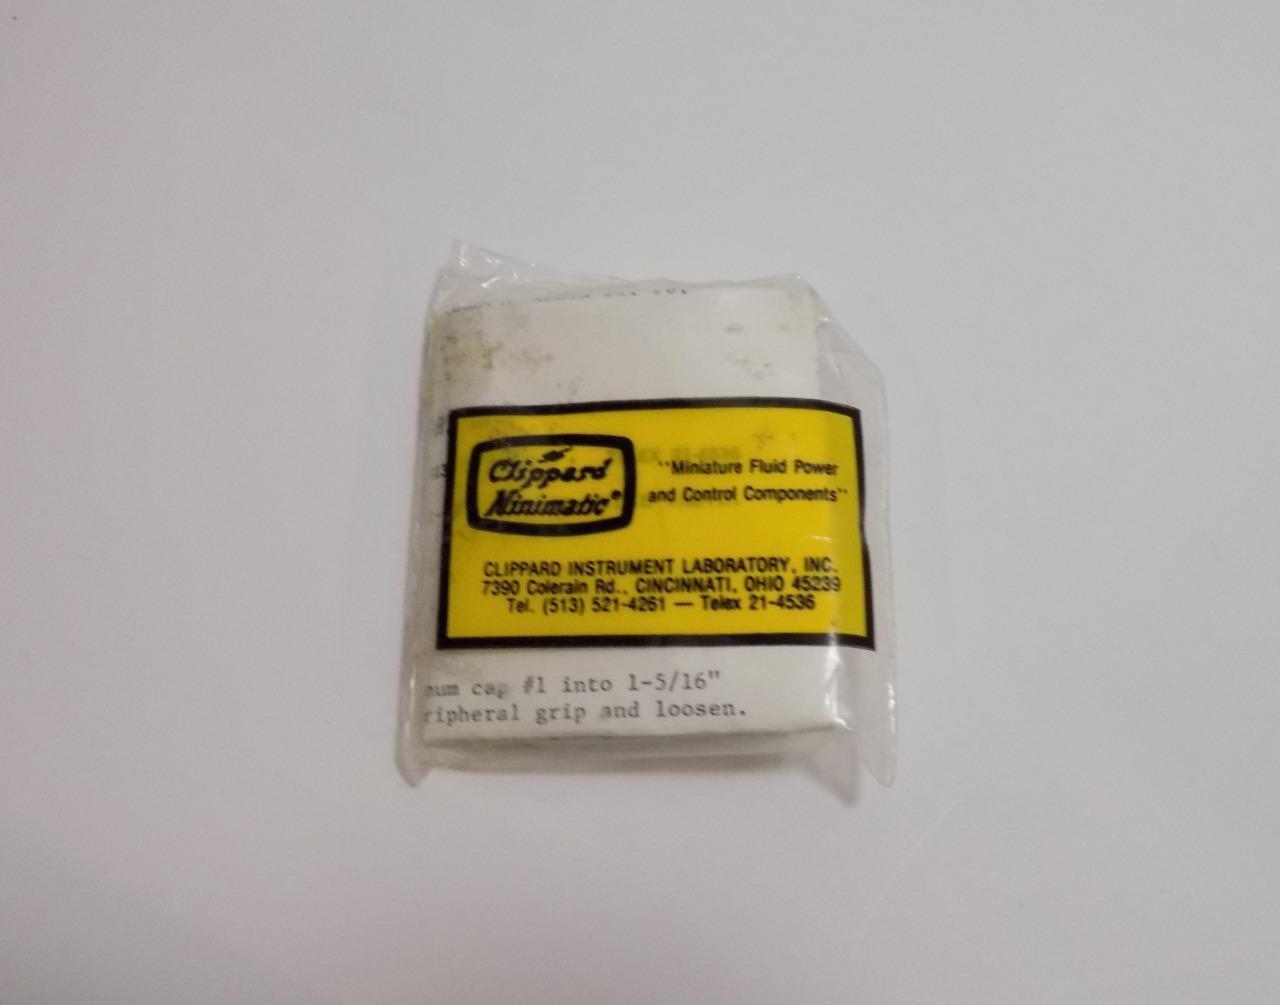 Clippard
Minimatic®
"Miniature Fluid Power
and Control Components"
CLIPPARD INSTRUMENT LABORATORY, INC.
7390 Colerain Rd., CINCINNATI, OHIO 45239
Tel. (513) 521-4261 — Telex 21-4536
num cap #1 into 1-5/16"
ripheral grip and loosen.